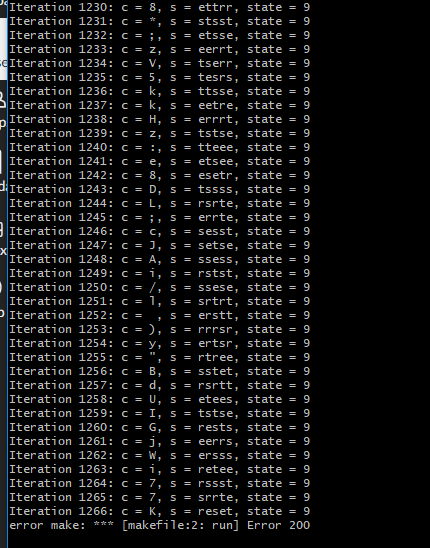 Iteration 1230: c = 8, s = ettrr, state = 9
Iteration 1231: c = *, s = stsst, state = 9
Iteration 1232: c = ;, s = etsse, state = 9
Iteration 1233: c = z, s = eerrt, state = 9
Iteration 1234: c = V, s = tserr, state = 9
Iteration 1235: c = 5, s = tesrs, state = 9
Iteration 1236: c = k, s = ttsse, state = 9
Iteration 1237: c = k, s = eetre, state = 9
Iteration 1238: c = H, s = errrt, state = 9
Iteration 1239: c = z, s = tstse, state = 9
Iteration 1240: c = :, s = tteee, state = 9
Iteration 1241: c = e, s = etsee, state = 9
Iteration 1242: c = 8, s = esetr, state = 9
Iteration 1243: c = D, s = tssss, state = 9
Iteration 1244: c = L, s = rsrte, state = 9
Iteration 1245: c = ;, s = errte, state = 9
Iteration 1246: c = c, s = sesst, state = 9
Iteration 1247: c = J, s = setse, state = 9
Iteration 1248: c = A, s = ssess, state = 9
Iteration 1249: c = i, s = rstst, state = 9
Iteration 1250: c = /, s = ssese, state = 9
Iteration 1251: c = l, s = srtrt, state = 9
Iteration 1252: c =  , s = erstt, state = 9
Iteration 1253: c = ), s = rrrsr, state = 9
Iteration 1254: c = y, s = ertsr, state = 9
Iteration 1255: c = ", s = rtree, state = 9
Iteration 1256: c = B, s = sstet, state = 9
Iteration 1257: c = d, s = rsrtt, state = 9
Iteration 1258: c = U, s = etees, state = 9
Iteration 1259: c = I, s = tstse, state = 9
Iteration 1260: c = G, s = rests, state = 9
Iteration 1261: c = j, s = eerrs, state = 9
Iteration 1262: c = W, s = ersss, state = 9
Iteration 1263: c = i, s = retee, state = 9
Iteration 1264: c = 7, s = rssst, state = 9
Iteration 1265: c = 7, s = srrte, state = 9
Iteration 1266: c = K, s = reset, state = 9
error make: *** [makefile:2: run] Error 200